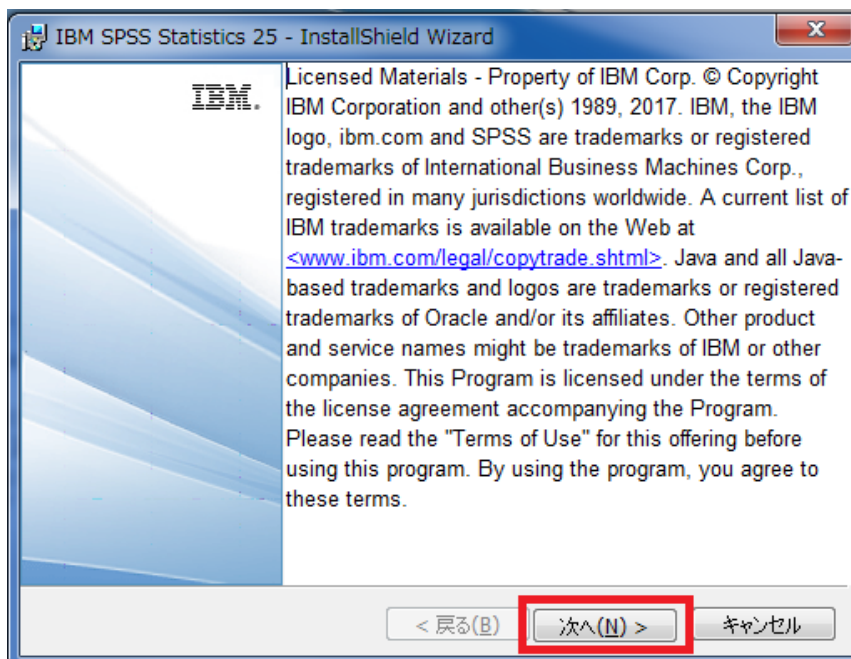 IBM SPSS Statistics 25 - InstallShield Wizard
IBM.
Licensed Materials - Property of IBM Corp. © Copyright
IBM Corporation and other(s) 1989, 2017. IBM, the IBM
logo, ibm.com and SPSS are trademarks or registered
trademarks of International Business Machines Corp.,
registered in many jurisdictions worldwide. A current list of
IBM trademarks is available on the Web at
<www.ibm.com/legal/copytrade.shtml>. Java and all Java-
based trademarks and logos are trademarks or registered
trademarks of Oracle and/or its affiliates. Other product
and service names might be trademarks of IBM or other
companies. This Program is licensed under the terms of
the license agreement accompanying the Program.
Please read the "Terms of Use" for this offering before
using this program. By using the program, you agree to
these terms.
< 戻る(B)
次へ(N) >
キャンセル